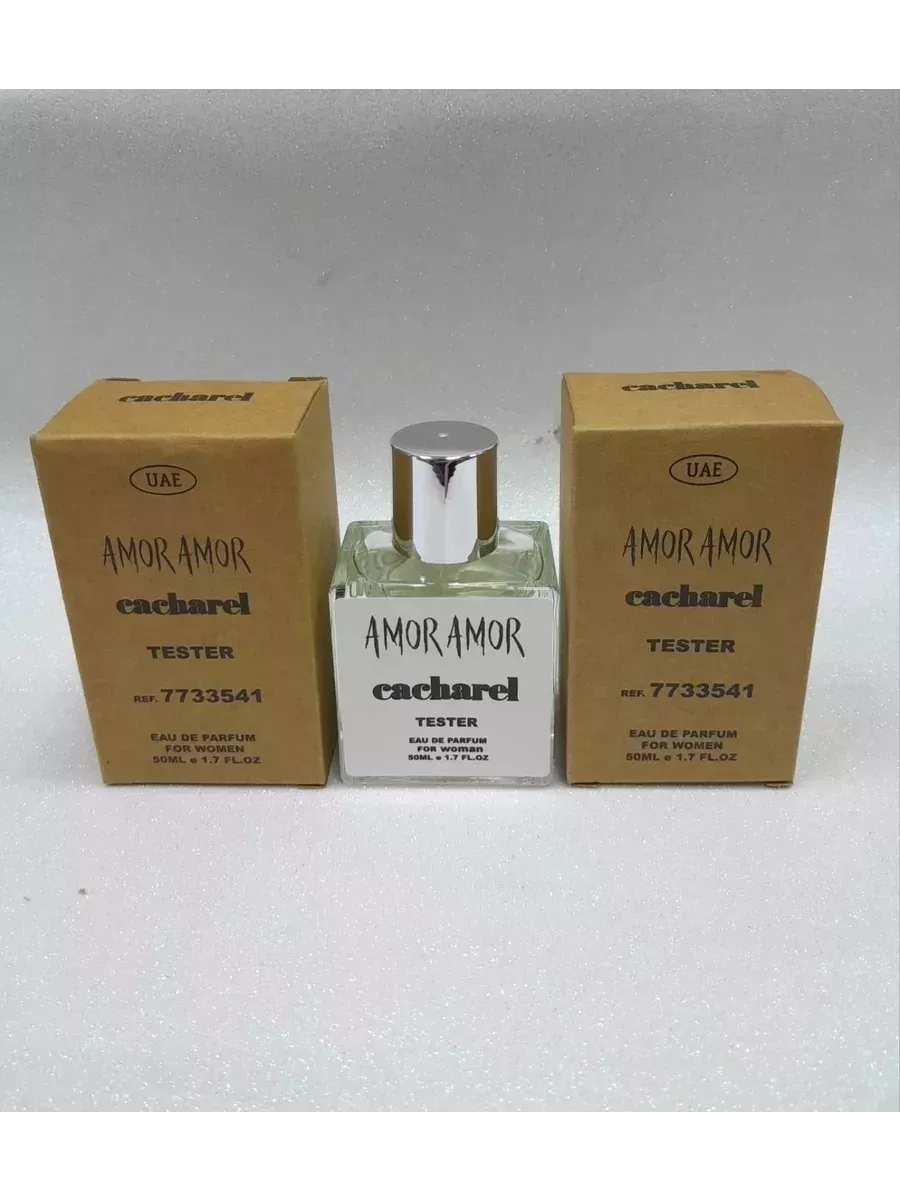 cacharel
UAE
AMOR AMOR
cacharel
TESTER
REF. 7733541
EAU DE PARFUM
FOR WOMEN
50ML e 1.7 FL.OZ
AMOR AMOR
cacharel
TESTER
EAU DE PARFUM
FOR woman
50ML e 1.7 FL.OZ
cacharel
UAE
AMOR AMOR
cacharel
TESTER
REF. 7733541
EAU DE PARFUM
FOR WOMEN
50ML e 1.7 FL.OZ